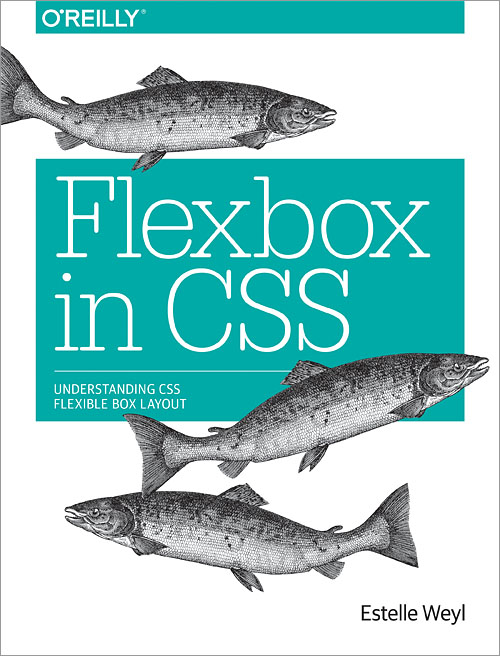 O'REILLY®
Flexbox
in CSS
UNDERSTANDING CSS
FLEXIBLE BOX LAYOUT
Estelle Weyl